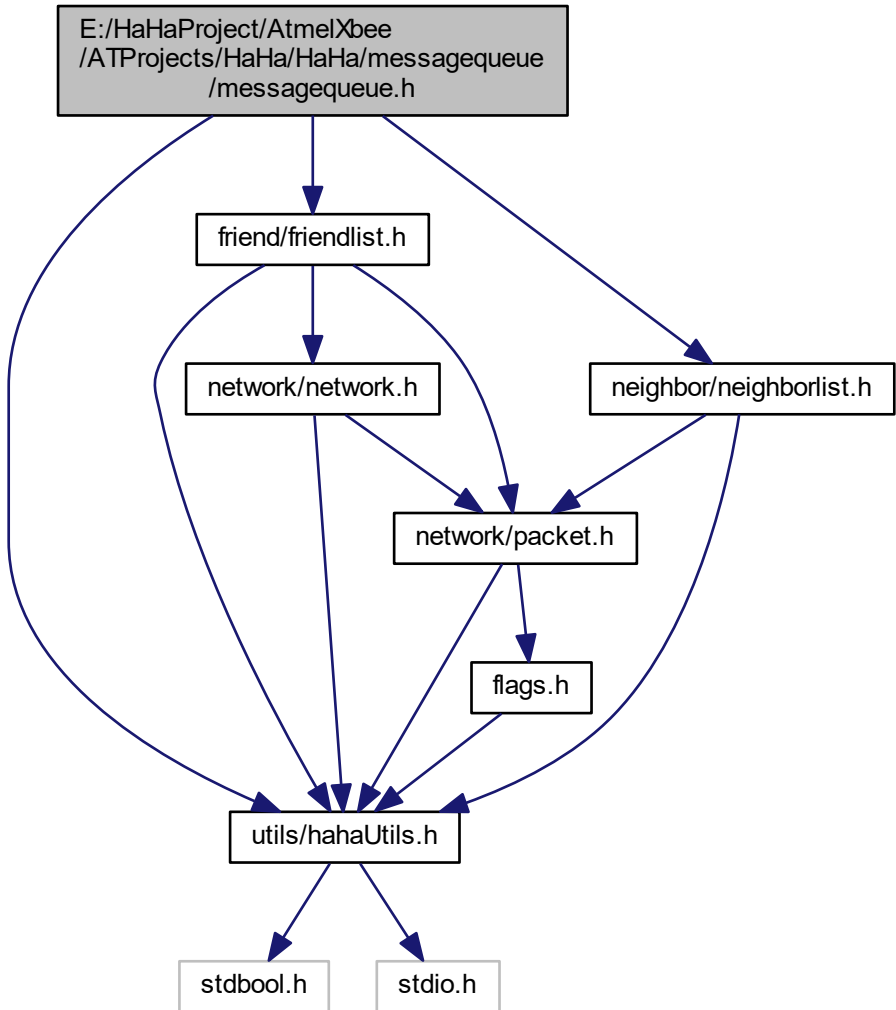 E:/HaHaProject/AtmelXbee
/ATProjects/HaHa/HaHa/messagequeue
/messagequeue.h
friend/friendlist.h
network/network.h
neighbor/neighborlist.h
network/packet.h
flags.h
utils/hahaUtils.h
stdbool.h
stdio.h